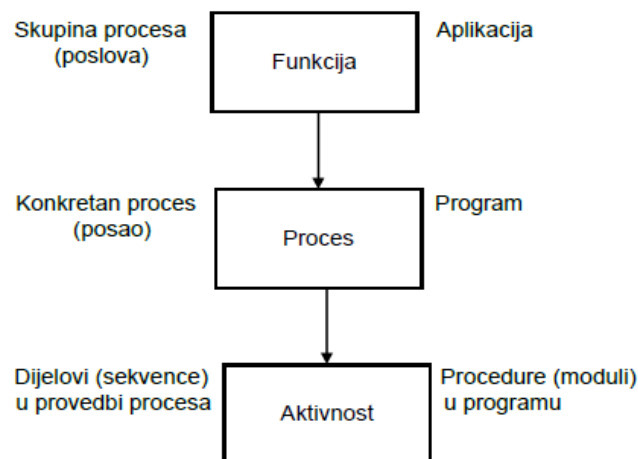 Skupina procesa
(poslova)
Funkcija
Aplikacija
Konkretan proces
(posao)
Proces
Program
Dijelovi (sekvence)
u provedbi procesa
Aktivnost
Procedure (moduli)
u programu